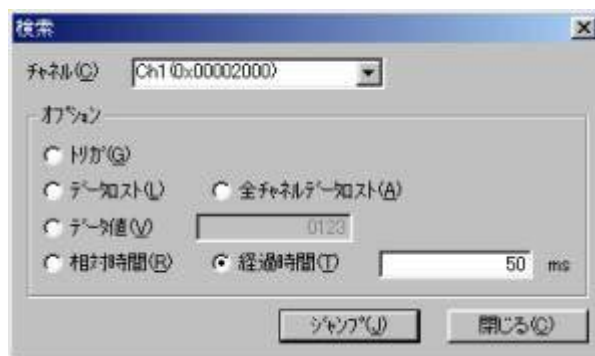 検索
ﾁｬﾈﾙ(C) Ch1(0x00002000)
ｵﾌﾟｼｮﾝ
ﾄﾘｶﾞ(G)
ﾃﾞｰﾀﾛｽﾄ(L) 全ﾁｬﾈﾙﾃﾞｰﾀﾛｽﾄ(A)
ﾃﾞｰﾀ値(V) 0123
相対時間(R) 経過時間(T) 50 ms
ｼﾞｬﾝﾌﾟ(J) 閉じる(C)